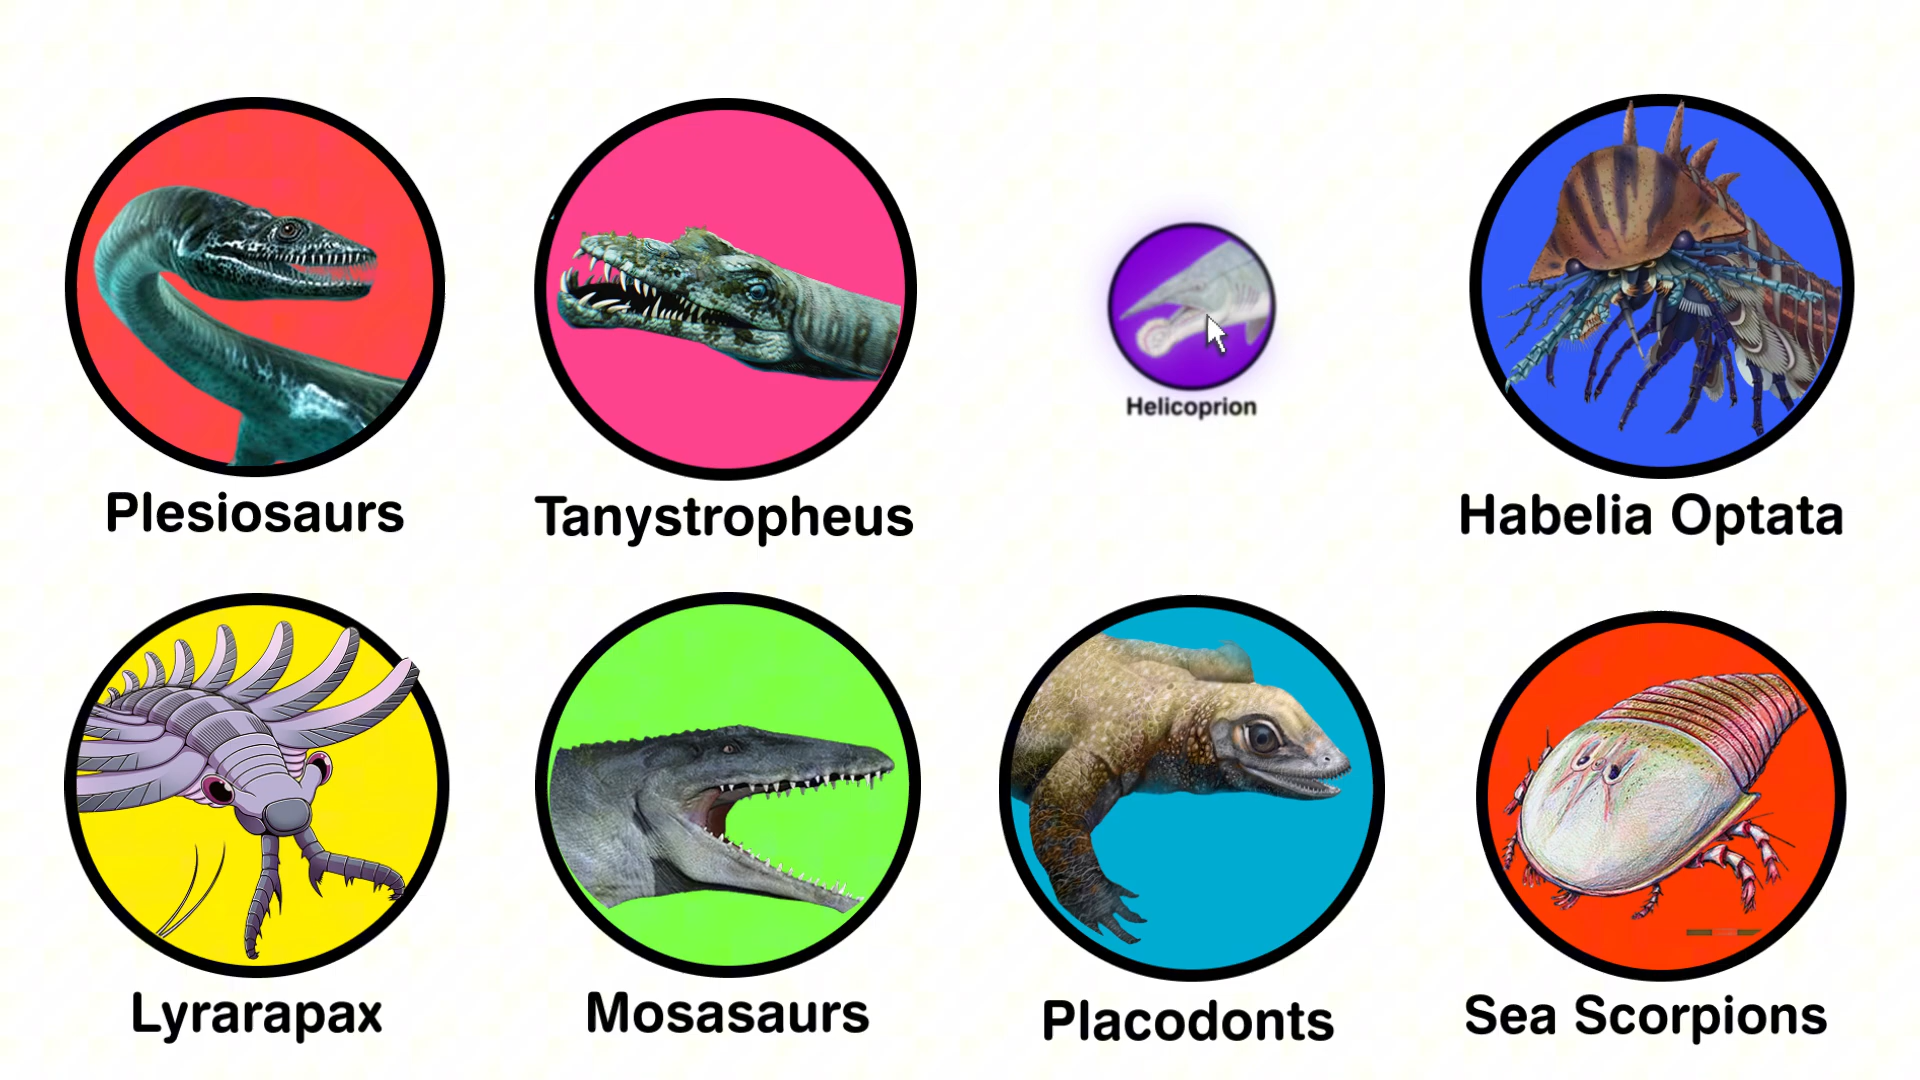 Plesiosaurs
Tanystropheus
Helicoprion
Habelia Optata
Lyrarapax
Mosasaurs
Placodonts
Sea Scorpions